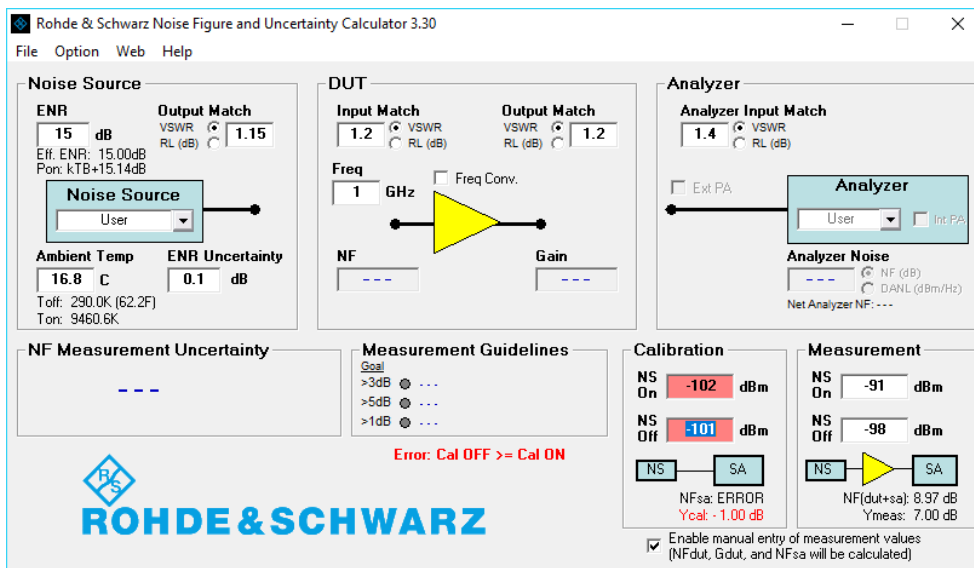 Rohde & Schwarz Noise Figure and Uncertainty Calculator 3.30
File Option Web Help
Noise Source
ENR
15 dB
Eff. ENR: 15.00dB
Pon: kTB+15.14dB
Output Match
VSWR
RL (dB)
1.15
Noise Source
User
Ambient Temp
16.8 C
Toff: 290.0K (62.2F)
Ton: 9460.6K
ENR Uncertainty
0.1 dB
DUT
Input Match
1.2
VSWR
RL (dB)
Output Match
VSWR
RL (dB)
1.2
Freq
1 GHz
Freq Conv.
NF
---
Gain
---
Analyzer
Analyzer Input Match
1.4
VSWR
RL (dB)
Ext PA
Analyzer
User
Int PA
Analyzer Noise
---
NF (dB)
DANL (dBm/Hz)
Net Analyzer NF: ---
NF Measurement Uncertainty
---
Measurement Guidelines
Goal
>3dB ---
>5dB ---
>1dB ---
Error: Cal OFF >= Cal ON
Calibration
NS On -102 dBm
NS Off -101 dBm
NS SA
NFsa: ERROR
Ycal: - 1.00 dB
Measurement
NS On -91 dBm
NS Off -98 dBm
NS SA
NF(dut+sa): 8.97 dB
Ymeas: 7.00 dB
Enable manual entry of measurement values
(NFdut, Gdut, and NFsa will be calculated)
R&S
ROHDE&SCHWARZ